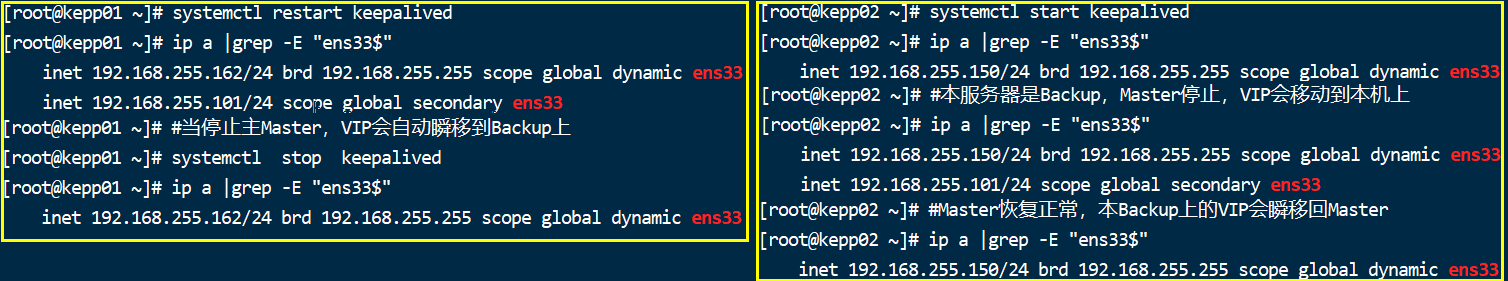 [root@kepp01 ~]# systemctl restart keepalived
[root@kepp01 ~]# ip a |grep -E "ens33$"
inet 192.168.255.162/24 brd 192.168.255.255 scope global dynamic ens33
inet 192.168.255.101/24 scope global secondary ens33
[root@kepp01 ~]# #当停止主Master，VIP会自动瞬移到Backup上
[root@kepp01 ~]# systemctl  stop  keepalived
[root@kepp01 ~]# ip a |grep -E "ens33$"
inet 192.168.255.162/24 brd 192.168.255.255 scope global dynamic ens33
[root@kepp02 ~]# systemctl start keepalived
[root@kepp02 ~]# ip a |grep -E "ens33$"
inet 192.168.255.150/24 brd 192.168.255.255 scope global dynamic ens33
[root@kepp02 ~]# #本服务器是Backup，Master停止，VIP会移动到本机上
[root@kepp02 ~]# ip a |grep -E "ens33$"
inet 192.168.255.150/24 brd 192.168.255.255 scope global dynamic ens33
inet 192.168.255.101/24 scope global secondary ens33
[root@kepp02 ~]# #Master恢复正常，本Backup上的VIP会瞬移回Master
[root@kepp02 ~]# ip a |grep -E "ens33$"
inet 192.168.255.150/24 brd 192.168.255.255 scope global dynamic ens33